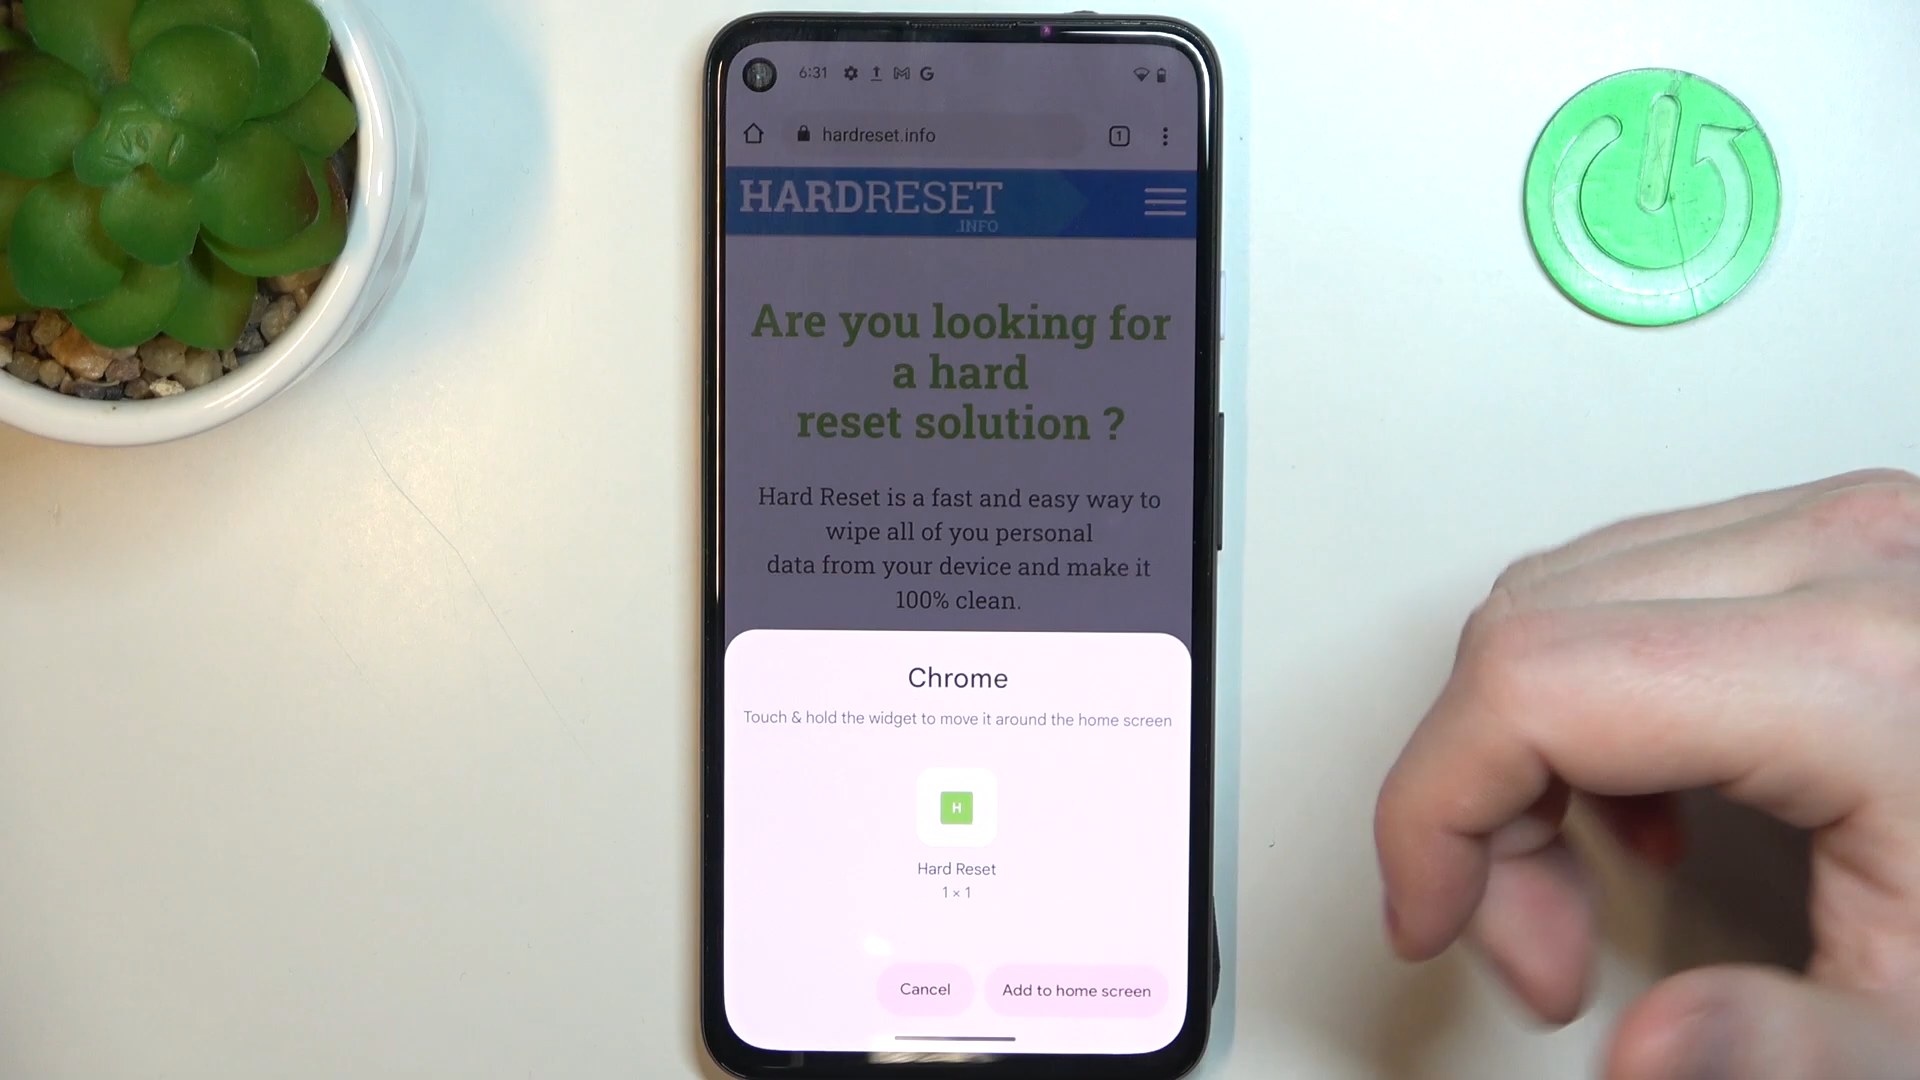 6:31
hardreset.info
1
HARDRESET
.INFO
Are you looking for
a hard
reset solution ?
Hard Reset is a fast and easy way to
wipe all of you personal
data from your device and make it
100% clean.
Chrome
Touch & hold the widget to move it around the home screen
H
Hard Reset
1 × 1
Cancel
Add to home screen